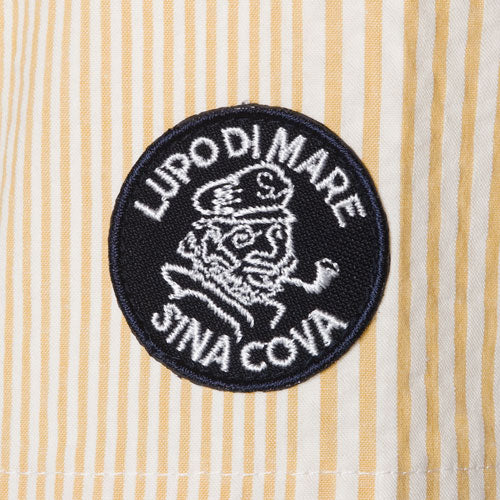 LUPO DI MARE
S
SINA COVA